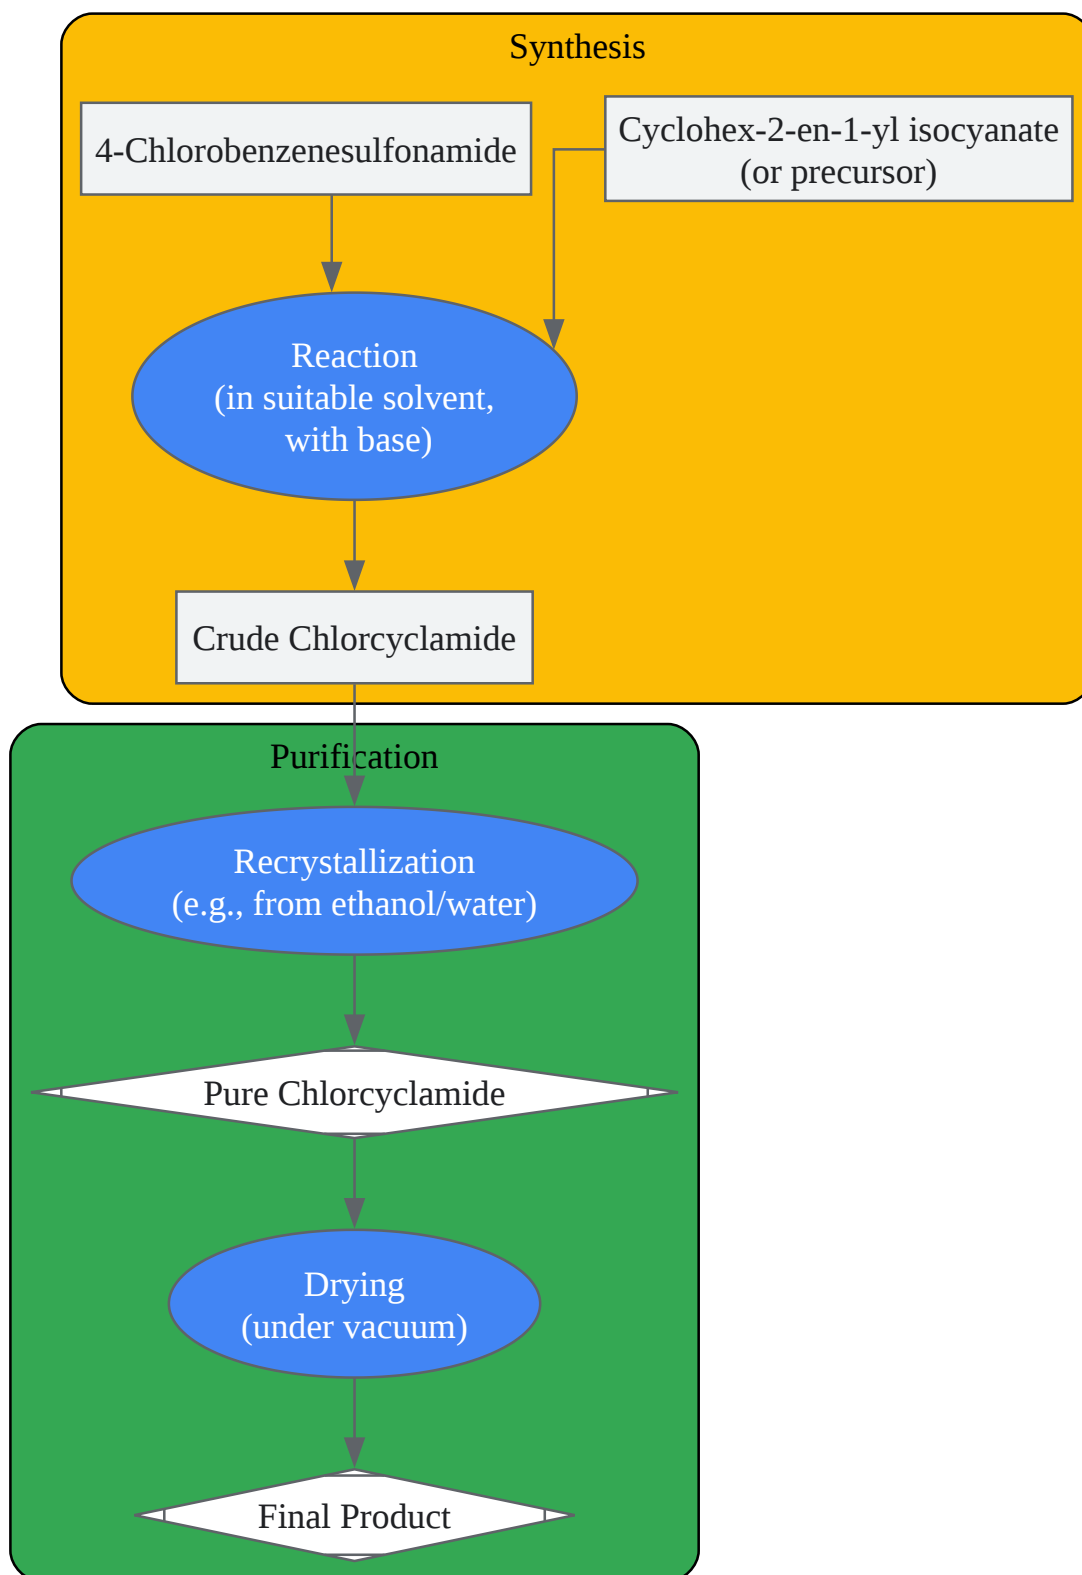 Synthesis
4-Chlorobenzenesulfonamide
Cyclohex-2-en-1-yl isocyanate
(or precursor)
Reaction
(in suitable solvent,
with base)
Crude Chlorcyclamide
Purification
Recrystallization
(e.g., from ethanol/water)
Pure Chlorcyclamide
Drying
(under vacuum)
Final Product